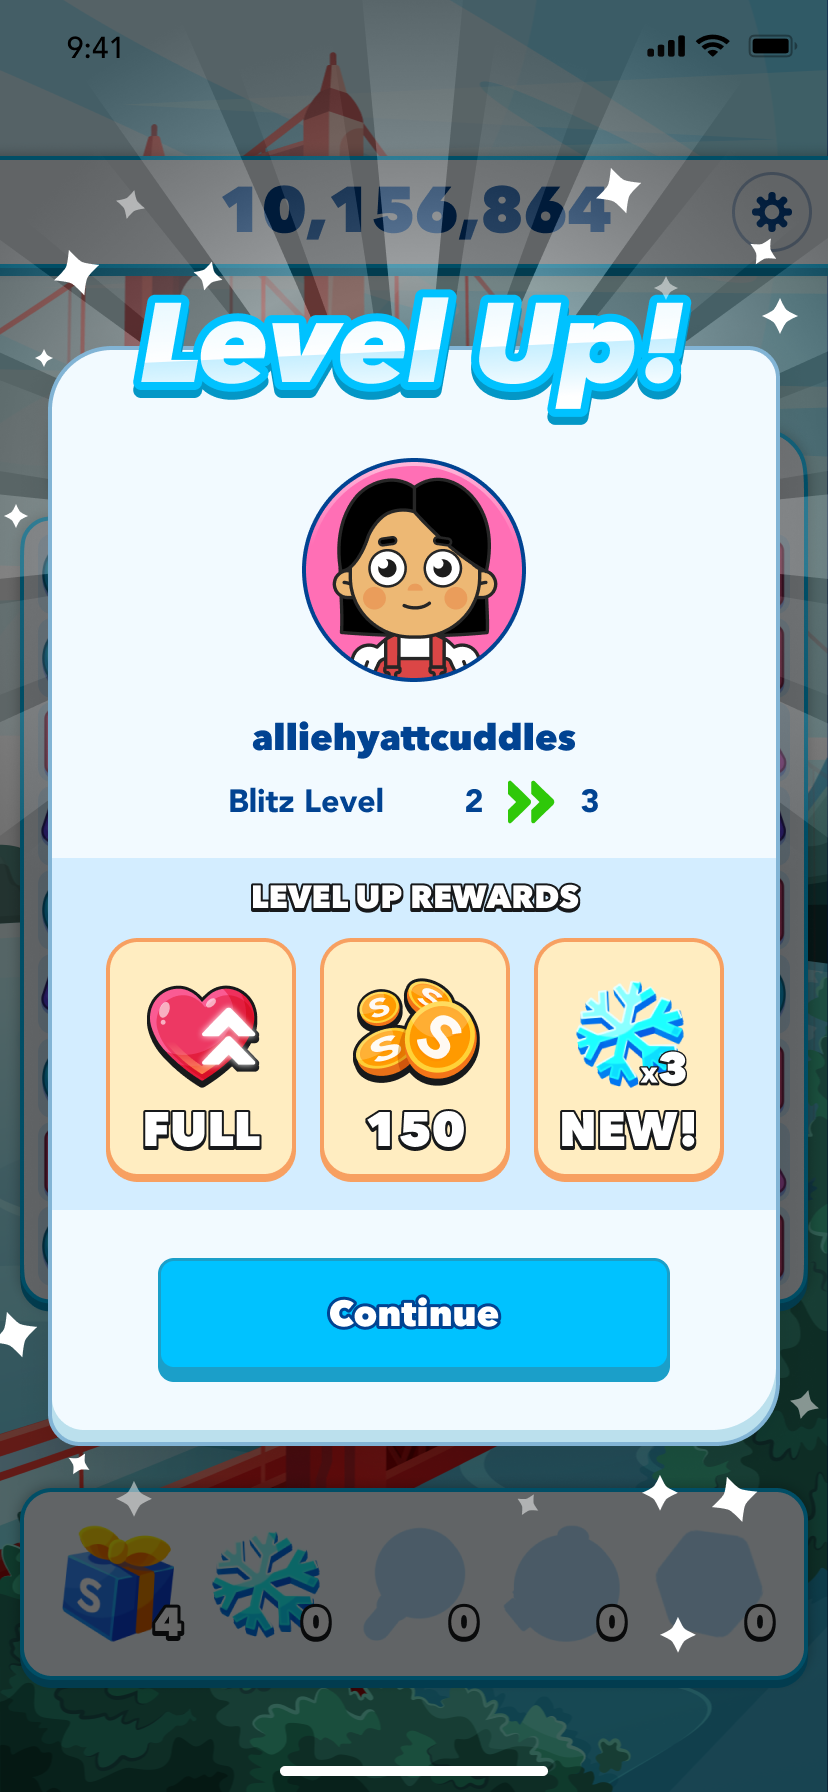 9:41
10,156,864
Level Up!
alliehyattcuddles
Blitz Level 2 3
LEVEL UP REWARDS
S S S S
x3
FULL 150 NEW!
Continue
S
4 0 0 0 0